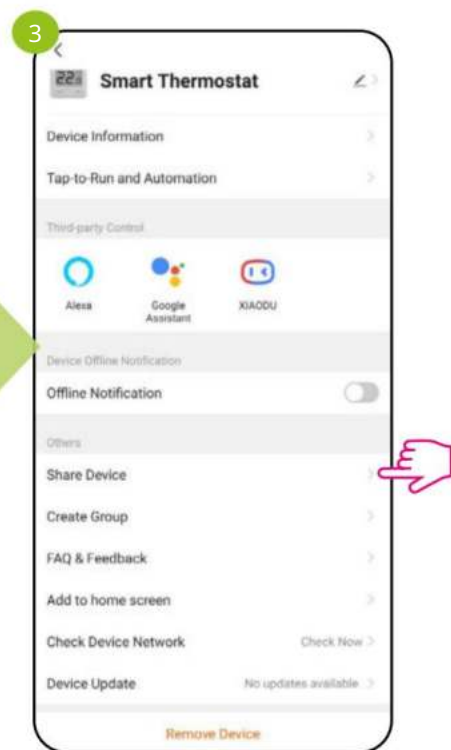 3
Smart Thermostat
Device Information
Tap-to-Run and Automation
Third-party Control
Alexa
Google
Assistant
XIAODU
Device Offline Notification
Offline Notification
Others
Share Device
Create Group
FAQ & Feedback
Add to home screen
Check Device Network Check Now
Device Update No updates available
Remove Device